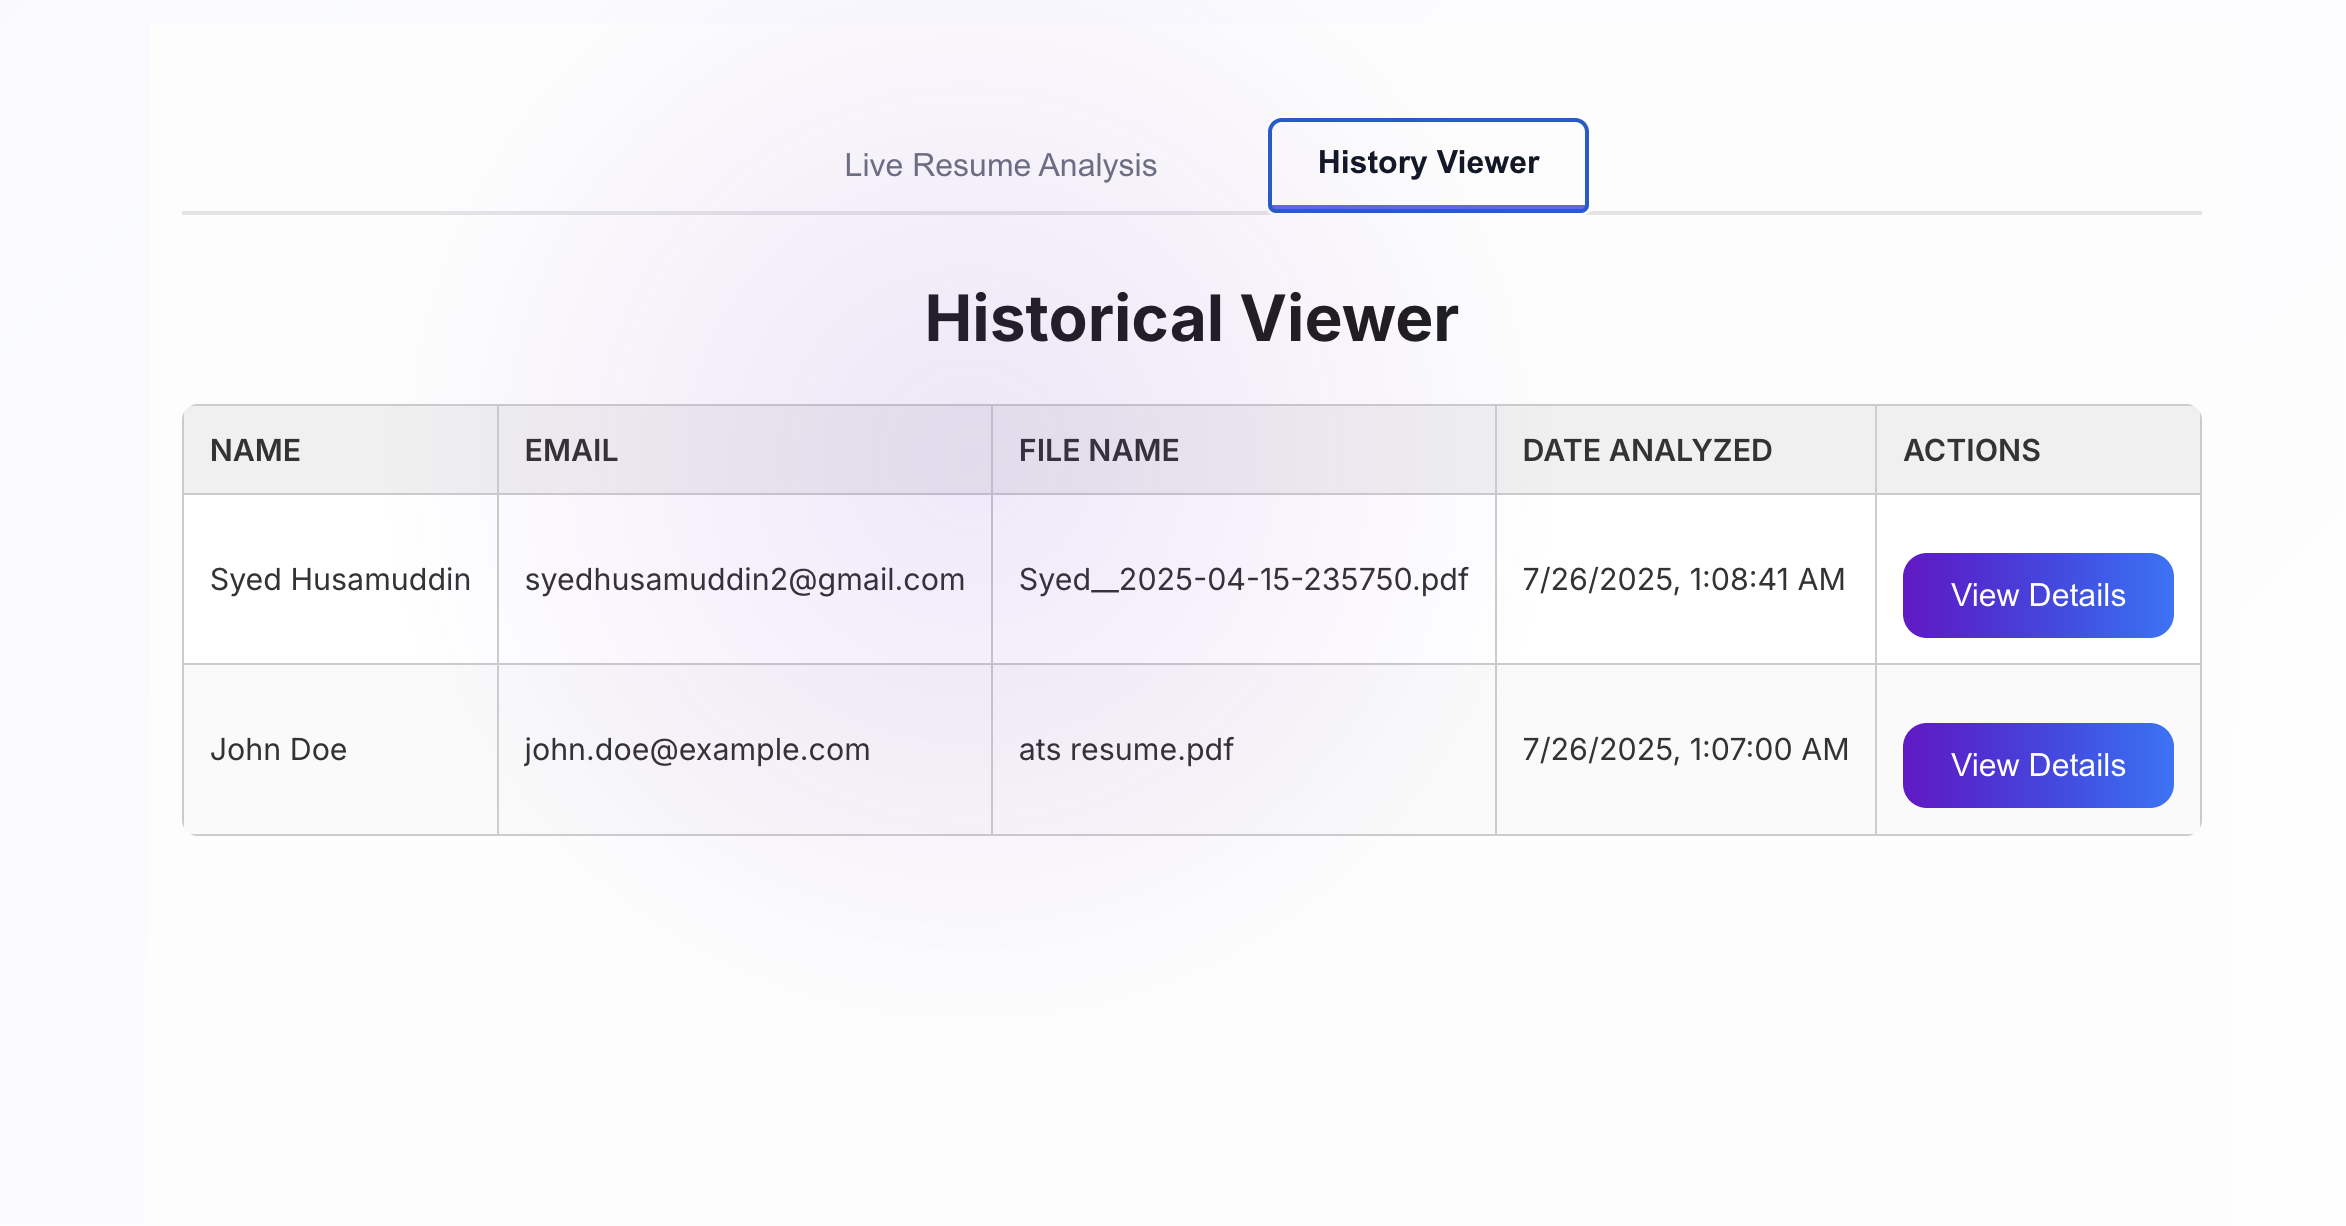 Live Resume Analysis History Viewer
Historical Viewer
NAME EMAIL FILE NAME DATE ANALYZED ACTIONS
Syed Husamuddin syedhusamuddin2@gmail.com Syed__2025-04-15-235750.pdf 7/26/2025, 1:08:41 AM View Details
John Doe john.doe@example.com ats resume.pdf 7/26/2025, 1:07:00 AM View Details